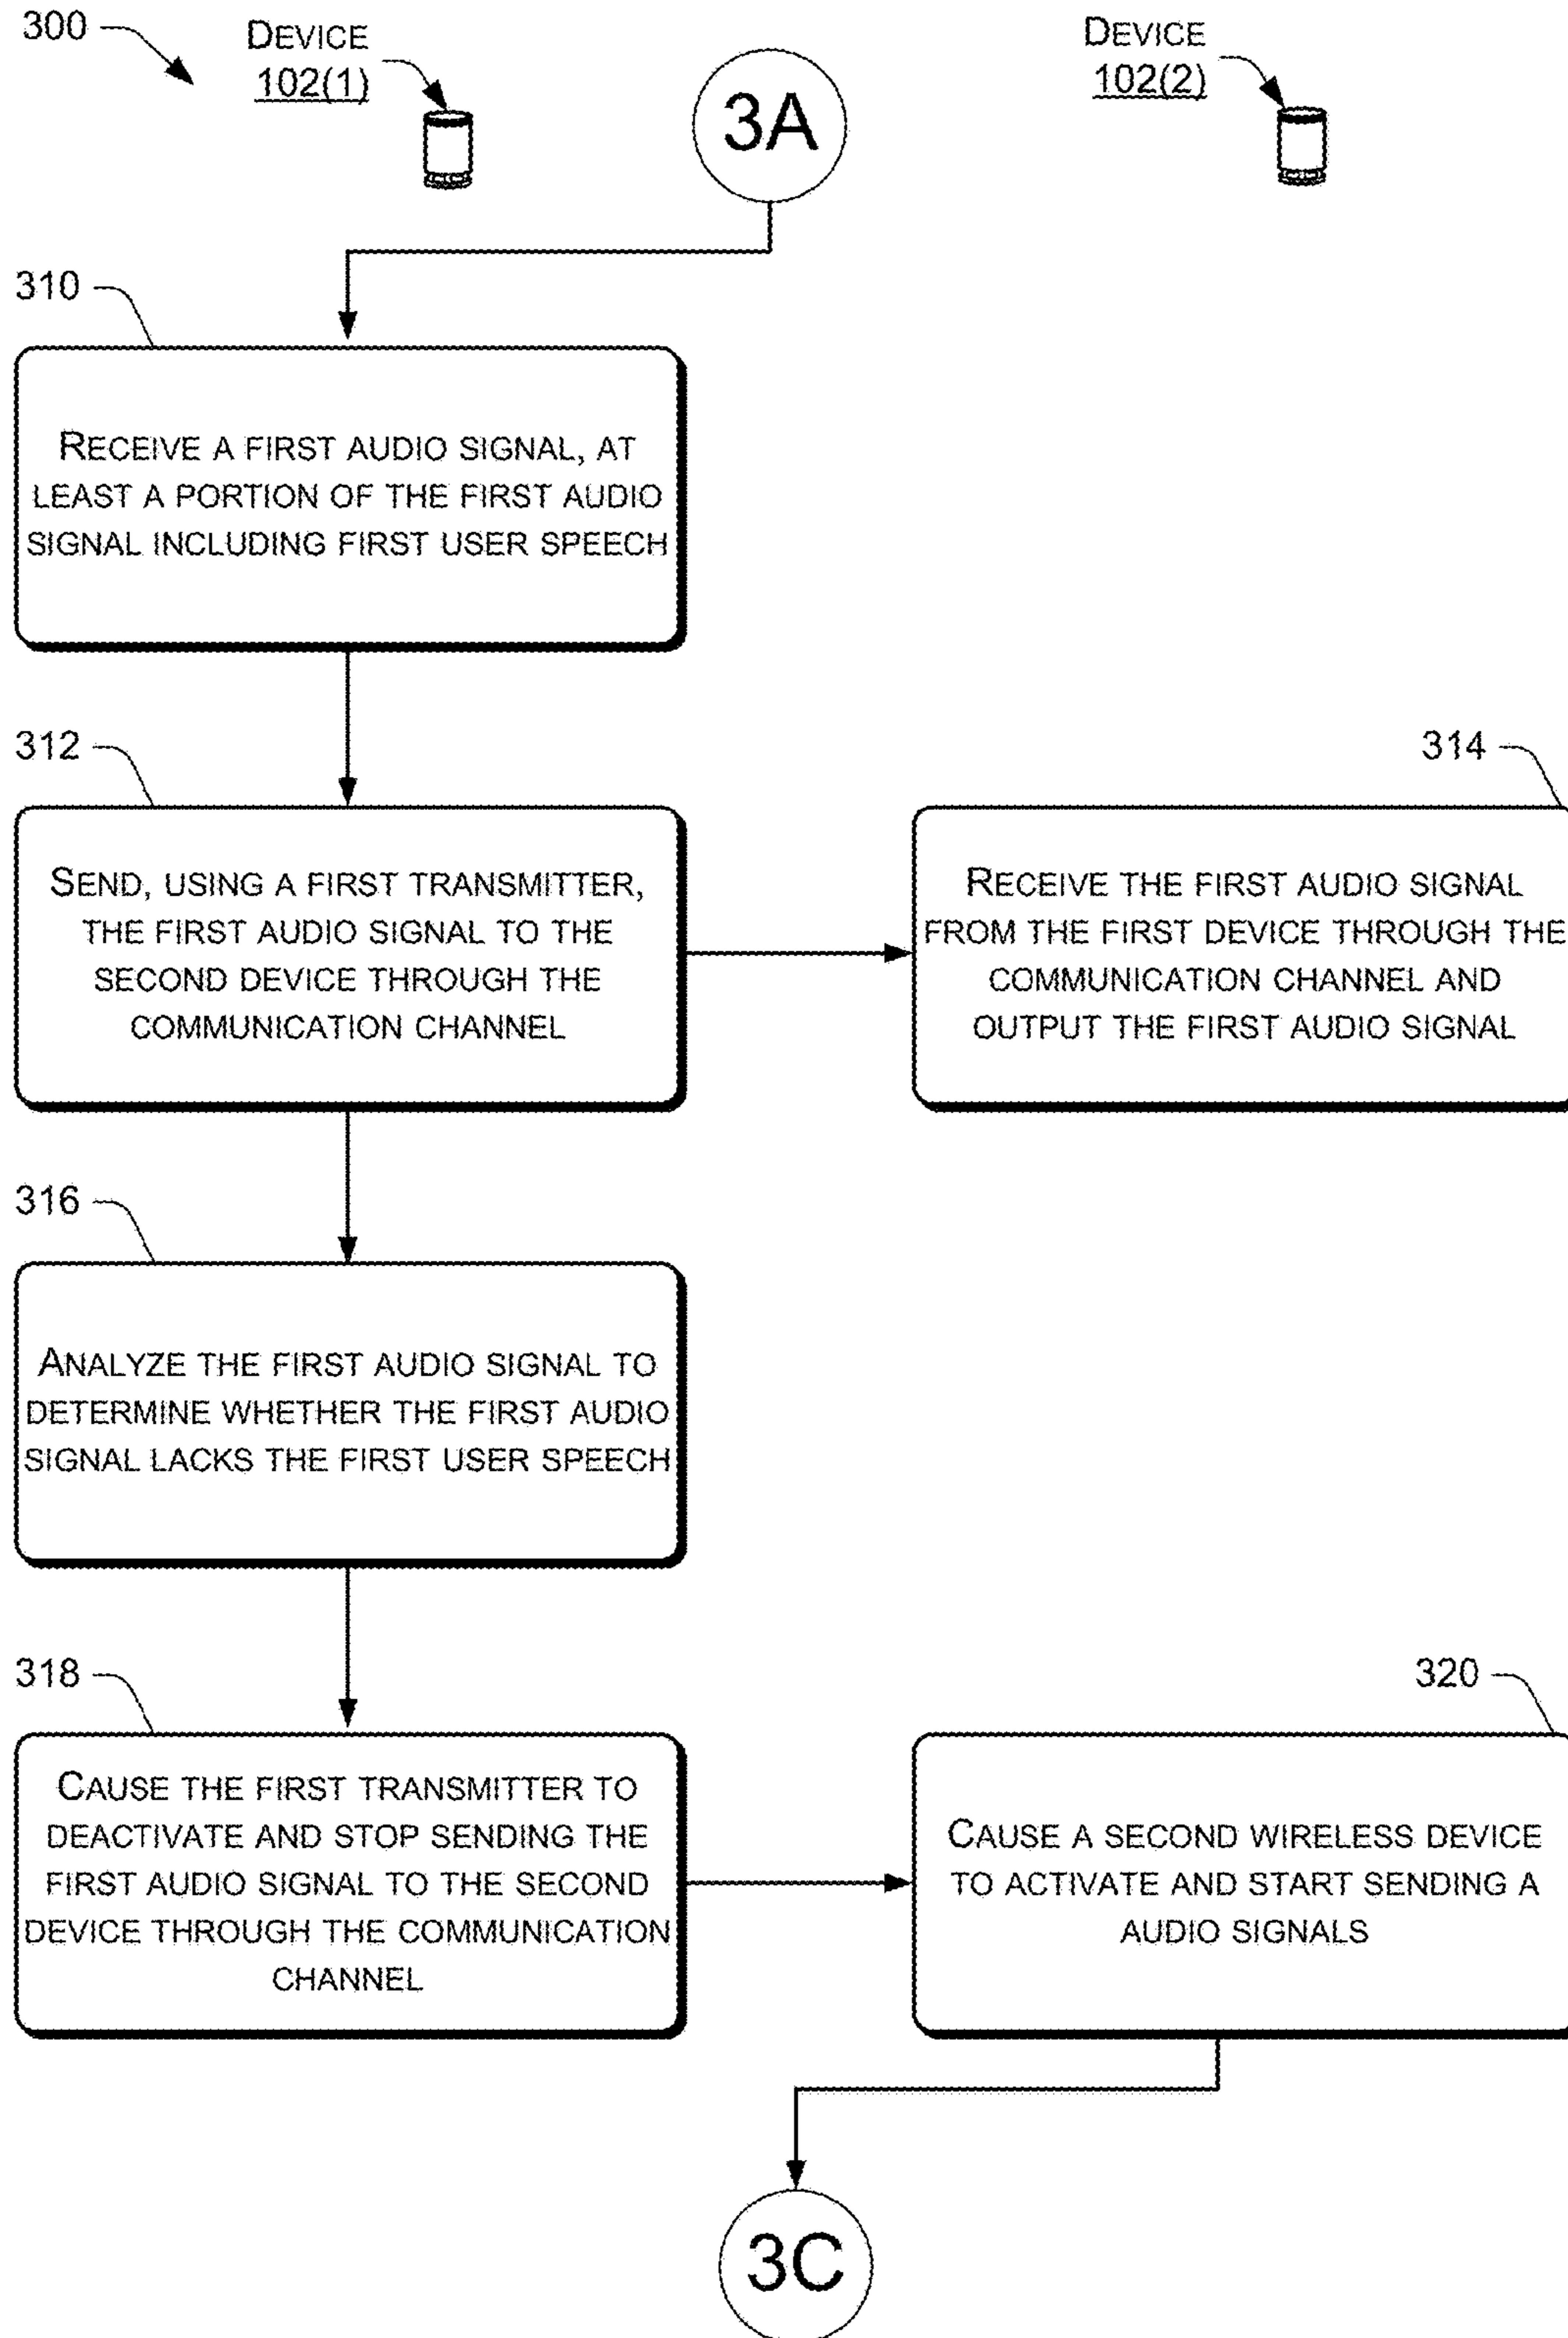 300
DEVICE
102(1)
3A
DEVICE
102(2)
310
RECEIVE A FIRST AUDIO SIGNAL, AT
LEAST A PORTION OF THE FIRST AUDIO
SIGNAL INCLUDING FIRST USER SPEECH
312
SEND, USING A FIRST TRANSMITTER,
THE FIRST AUDIO SIGNAL TO THE
SECOND DEVICE THROUGH THE
COMMUNICATION CHANNEL
314
RECEIVE THE FIRST AUDIO SIGNAL
FROM THE FIRST DEVICE THROUGH THE
COMMUNICATION CHANNEL AND
OUTPUT THE FIRST AUDIO SIGNAL
316
ANALYZE THE FIRST AUDIO SIGNAL TO
DETERMINE WHETHER THE FIRST AUDIO
SIGNAL LACKS THE FIRST USER SPEECH
318
CAUSE THE FIRST TRANSMITTER TO
DEACTIVATE AND STOP SENDING THE
FIRST AUDIO SIGNAL TO THE SECOND
DEVICE THROUGH THE COMMUNICATION
CHANNEL
320
CAUSE A SECOND WIRELESS DEVICE
TO ACTIVATE AND START SENDING A
AUDIO SIGNALS
3C